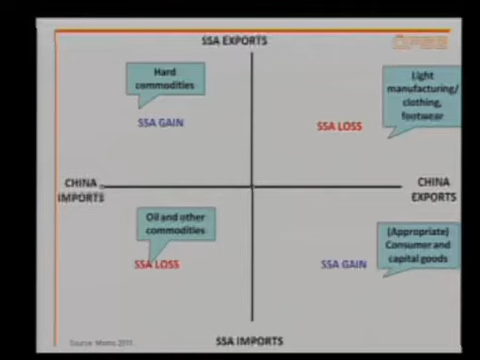 SSA EXPORTS
Hard
commodities
Light
manufacturing/
clothing,
footwear
SSA GAIN
SSA LOSS
CHINA
IMPORTS
CHINA
EXPORTS
Oil and other
commodities
(Appropriate)
Consumer and
capital goods
SSA LOSS
SSA GAIN
SSA IMPORTS
Source: